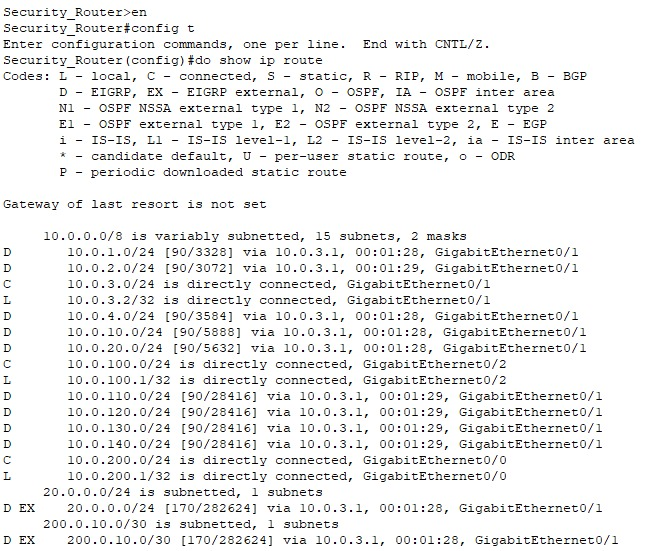 Security_Router>en
Security_Router#config t
Enter configuration commands, one per line.  End with CNTL/Z.
Security_Router(config)#do show ip route
Codes: L - local, C - connected, S - static, R - RIP, M - mobile, B - BGP
       D - EIGRP, EX - EIGRP external, O - OSPF, IA - OSPF inter area
       N1 - OSPF NSSA external type 1, N2 - OSPF NSSA external type 2
       E1 - OSPF external type 1, E2 - OSPF external type 2, E - EGP
       i - IS-IS, L1 - IS-IS level-1, L2 - IS-IS level-2, ia - IS-IS inter area
       * - candidate default, U - per-user static route, o - ODR
       P - periodic downloaded static route

Gateway of last resort is not set

     10.0.0.0/8 is variably subnetted, 15 subnets, 2 masks
D       10.0.1.0/24 [90/3328] via 10.0.3.1, 00:01:28, GigabitEthernet0/1
D       10.0.2.0/24 [90/3072] via 10.0.3.1, 00:01:29, GigabitEthernet0/1
C       10.0.3.0/24 is directly connected, GigabitEthernet0/1
L       10.0.3.2/32 is directly connected, GigabitEthernet0/1
D       10.0.4.0/24 [90/3584] via 10.0.3.1, 00:01:28, GigabitEthernet0/1
D       10.0.10.0/24 [90/5888] via 10.0.3.1, 00:01:28, GigabitEthernet0/1
D       10.0.20.0/24 [90/5632] via 10.0.3.1, 00:01:28, GigabitEthernet0/1
C       10.0.100.0/24 is directly connected, GigabitEthernet0/2
L       10.0.100.1/32 is directly connected, GigabitEthernet0/2
D       10.0.110.0/24 [90/28416] via 10.0.3.1, 00:01:29, GigabitEthernet0/1
D       10.0.120.0/24 [90/28416] via 10.0.3.1, 00:01:29, GigabitEthernet0/1
D       10.0.130.0/24 [90/28416] via 10.0.3.1, 00:01:29, GigabitEthernet0/1
D       10.0.140.0/24 [90/28416] via 10.0.3.1, 00:01:29, GigabitEthernet0/1
C       10.0.200.0/24 is directly connected, GigabitEthernet0/0
L       10.0.200.1/32 is directly connected, GigabitEthernet0/0
     20.0.0.0/24 is subnetted, 1 subnets
D EX    20.0.0.0/24 [170/282624] via 10.0.3.1, 00:01:28, GigabitEthernet0/1
     200.0.10.0/30 is subnetted, 1 subnets
D EX    200.0.10.0/30 [170/282624] via 10.0.3.1, 00:01:28, GigabitEthernet0/1